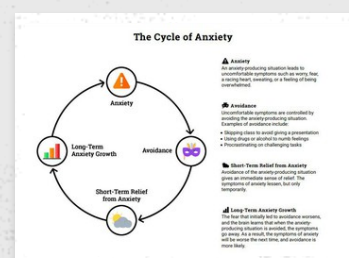 The Cycle of Anxiety
Anxiety
Avoidance
Short-Term Relief
from Anxiety
Long-Term
Anxiety Growth
Anxiety
An anxiety-producing situation leads to
uncomfortable symptoms such as worry, fear,
a racing heart, sweating, or a feeling of being
overwhelmed.
Avoidance
Uncomfortable symptoms are controlled by
avoiding the anxiety-producing situation.
Examples of avoidance include:
• Skipping class to avoid giving a presentation
• Using drugs or alcohol to numb feelings
• Procrastinating on challenging tasks
Short-Term Relief from Anxiety
Avoidance of the anxiety-producing situation
gives an immediate sense of relief. The
symptoms of anxiety lessen, but only
temporarily.
Long-Term Anxiety Growth
The fear that initially led to avoidance worsens,
and the brain learns that when the anxiety-
producing situation is avoided, the symptoms
go away. As a result, the symptoms of anxiety
will be worse the next time, and avoidance is
more likely.